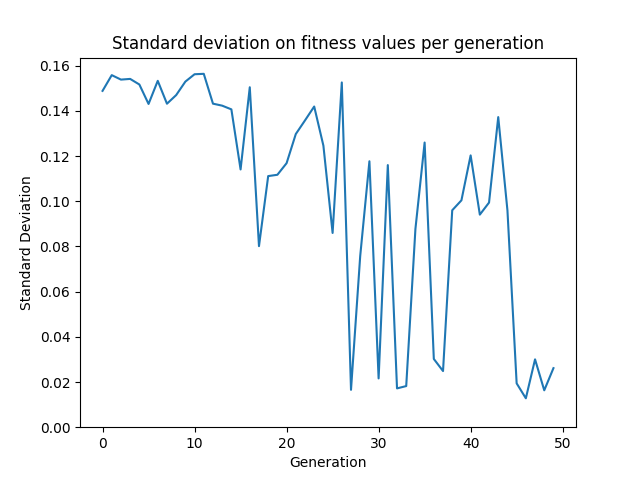 Standard deviation on fitness values per generation
0.16
0.14
0.12
0.10
0.08
0.06
0.04
0.02
0.00
Standard Deviation
0 10 20 30 40 50
Generation